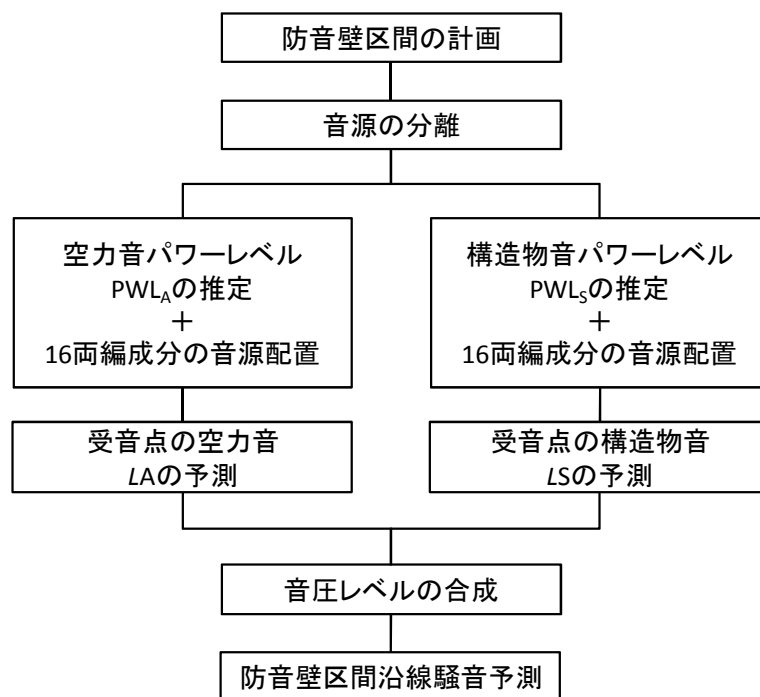 防音壁区間の計画
音源の分離
空力音パワーレベル
PWLAの推定
+
16両編成分の音源配置
構造物音パワーレベル
PWLSの推定
+
16両編成分の音源配置
受音点の空力音
LAの予測
受音点の構造物音
LSの予測
音圧レベルの合成
防音壁区間沿線騒音予測